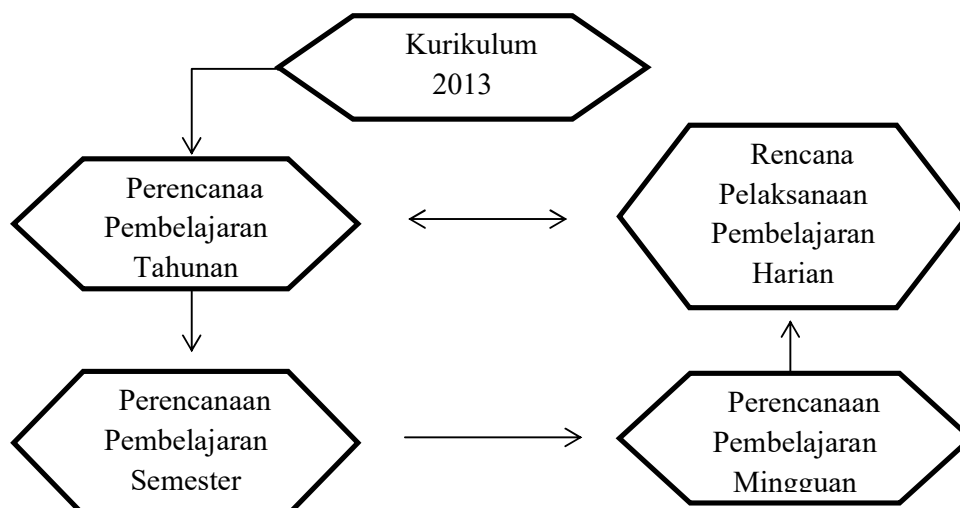 Kurikulum
2013
Perencanaa
Pembelajaran
Tahunan
Rencana
Pelaksanaan
Pembelajaran
Harian
Perencanaan
Pembelajaran
Semester
Perencanaan
Pembelajaran
Mingguan